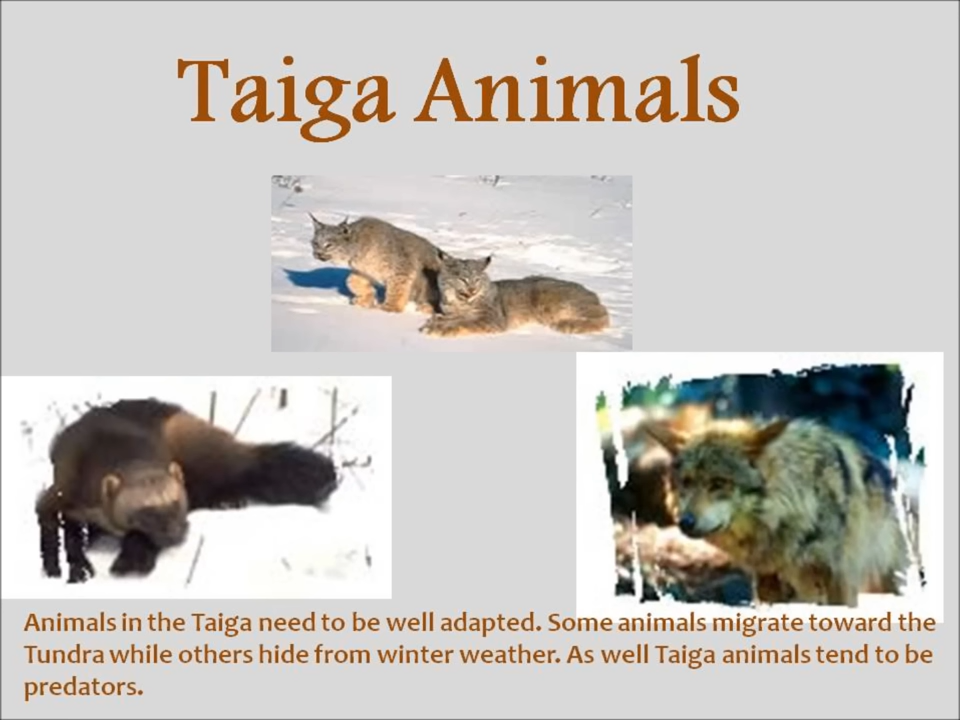 Taiga Animals
Animals in the Taiga need to be well adapted. Some animals migrate toward the
Tundra while others hide from winter weather. As well Taiga animals tend to be
predators.